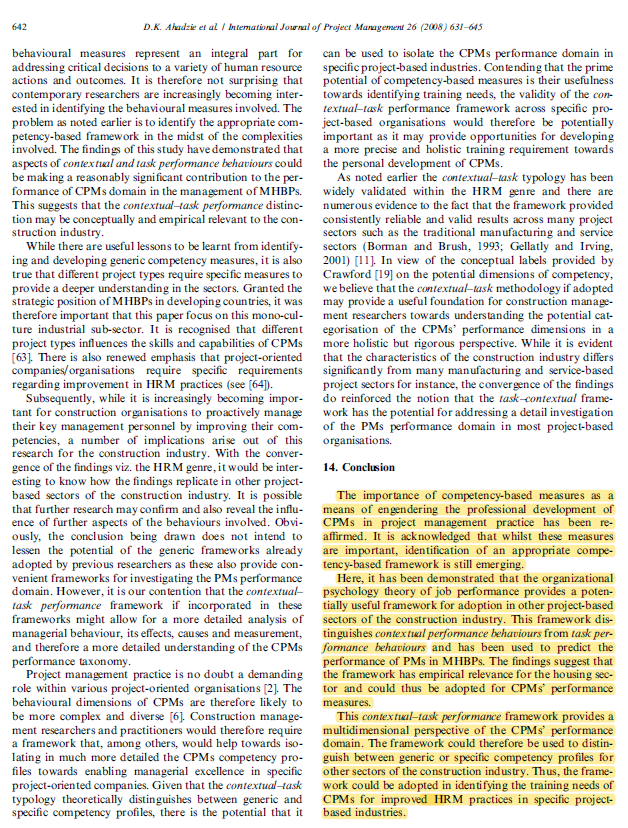 642
D.K. Ahadzie et al. / International Journal of Project Management 26 (2008) 631–645
behavioural measures represent an integral part for
addressing critical decisions to a variety of human resource
actions and outcomes. It is therefore not surprising that
contemporary researchers are increasingly becoming inter-
ested in identifying the behavioural measures involved. The
problem as noted earlier is to identify the appropriate com-
petency-based framework in the midst of the complexities
involved. The findings of this study have demonstrated that
aspects of contextual and task performance behaviours could
be making a reasonably significant contribution to the per-
formance of CPMs domain in the management of MHBPs.
This suggests that the contextual–task performance distinc-
tion may be conceptually and empirical relevant to the con-
struction industry.
While there are useful lessons to be learnt from identify-
ing and developing generic competency measures, it is also
true that different project types require specific measures to
provide a deeper understanding in the sectors. Granted the
strategic position of MHBPs in developing countries, it was
therefore important that this paper focus on this mono-cul-
ture industrial sub-sector. It is recognised that different
project types influences the skills and capabilities of CPMs
[63]. There is also renewed emphasis that project-oriented
companies/organisations require specific requirements
regarding improvement in HRM practices (see [64]).
Subsequently, while it is increasingly becoming impor-
tant for construction organisations to proactively manage
their key management personnel by improving their com-
petencies, a number of implications arise out of this
research for the construction industry. With the conver-
gence of the findings viz. the HRM genre, it would be inter-
esting to know how the findings replicate in other project-
based sectors of the construction industry. It is possible
that further research may confirm and also reveal the influ-
ence of further aspects of the behaviours involved. Obvi-
ously, the conclusion being drawn does not intend to
lessen the potential of the generic frameworks already
adopted by previous researchers as these also provide con-
venient frameworks for investigating the PMs performance
domain. However, it is our contention that the contextual–
task performance framework if incorporated in these
frameworks might allow for a more detailed analysis of
managerial behaviour, its effects, causes and measurement,
and therefore a more detailed understanding of the CPMs
performance taxonomy.
Project management practice is no doubt a demanding
role within various project-oriented organisations [2]. The
behavioural dimensions of CPMs are therefore likely to
be more complex and diverse [6]. Construction manage-
ment researchers and practitioners would therefore require
a framework that, among others, would help towards iso-
lating in much more detailed the CPMs competency pro-
files towards enabling managerial excellence in specific
project-oriented companies. Given that the contextual–task
typology theoretically distinguishes between generic and
specific competency profiles, there is the potential that it
can be used to isolate the CPMs performance domain in
specific project-based industries. Contending that the prime
potential of competency-based measures is their usefulness
towards identifying training needs, the validity of the con-
textual–task performance framework across specific pro-
ject-based organisations would therefore be potentially
important as it may provide opportunities for developing
a more precise and holistic training requirement towards
the personal development of CPMs.
As noted earlier the contextual–task typology has been
widely validated within the HRM genre and there are
numerous evidence to the fact that the framework provided
consistently reliable and valid results across many project
sectors such as the traditional manufacturing and service
sectors (Borman and Brush, 1993; Gellatly and Irving,
2001) [11]. In view of the conceptual labels provided by
Crawford [19] on the potential dimensions of competency,
we believe that the contextual–task methodology if adopted
may provide a useful foundation for construction manage-
ment researchers towards understanding the potential cat-
egorisation of the CPMs' performance dimensions in a
more holistic but rigorous perspective. While it is evident
that the characteristics of the construction industry differs
significantly from many manufacturing and service-based
project sectors for instance, the convergence of the findings
do reinforced the notion that the task–contextual frame-
work has the potential for addressing a detail investigation
of the PMs performance domain in most project-based
organisations.
14. Conclusion
The importance of competency-based measures as a
means of engendering the professional development of
CPMs in project management practice has been re-
affirmed. It is acknowledged that whilst these measures
are important, identification of an appropriate compe-
tency-based framework is still emerging.
Here, it has been demonstrated that the organizational
psychology theory of job performance provides a poten-
tially useful framework for adoption in other project-based
sectors of the construction industry. This framework dis-
tinguishes contextual performance behaviours from task per-
formance behaviours and has been used to predict the
performance of PMs in MHBPs. The findings suggest that
the framework has empirical relevance for the housing sec-
tor and could thus be adopted for CPMs' performance
measures.
This contextual–task performance framework provides a
multidimensional perspective of the CPMs' performance
domain. The framework could therefore be used to distin-
guish between generic or specific competency profiles for
other sectors of the construction industry. Thus, the frame-
work could be adopted in identifying the training needs of
CPMs for improved HRM practices in specific project-
based industries.